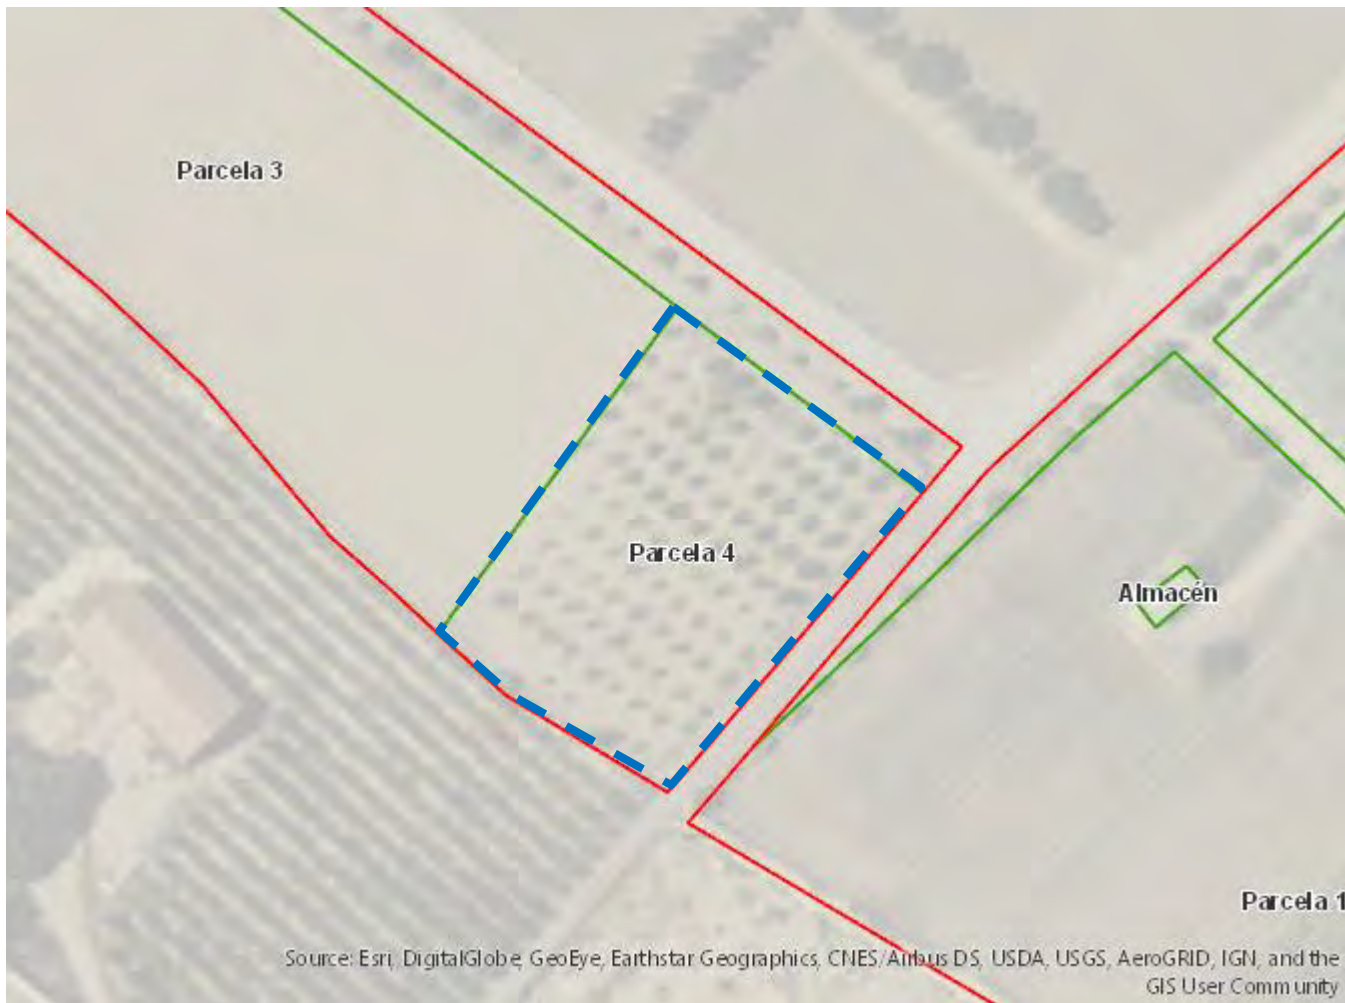 Parcela 3
Parcela 4
Almacén
Parcela 1
Source: Esri, DigitalGlobe, GeoEye, Earthstar Geographics, CNES/Airbus DS, USDA, USGS, AeroGRID, IGN, and the
GIS User Community